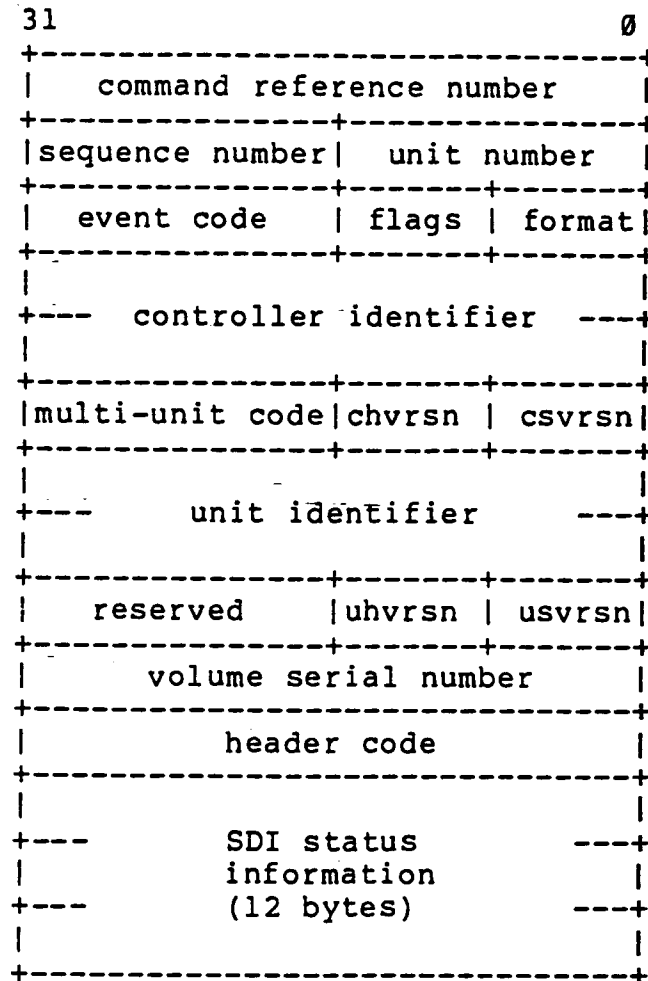 31 0
command reference number
sequence number| unit number
event code | flags | format
controller identifier
multi-unit code|chvrsn | csvrsn
unit identifier
reserved |uhvrsn | usvrsn
volume serial number
header code
SDI status
information
(12 bytes)